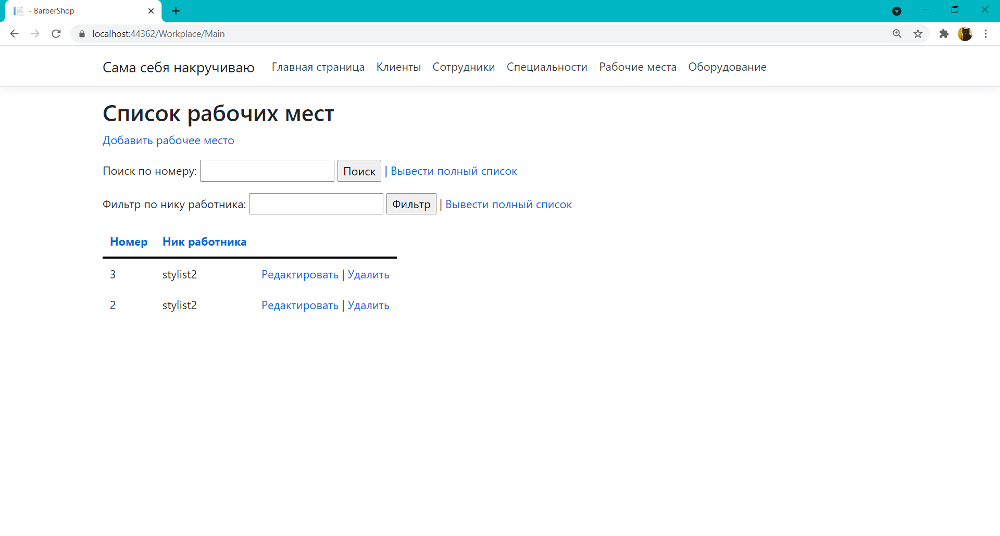 - BarberShop
localhost:44362/Workplace/Main
Сама себя накручиваю Главная страница Клиенты Сотрудники Специальности Рабочие места Оборудование
Список рабочих мест
Добавить рабочее место
Поиск по номеру: Поиск | Вывести полный список
Фильтр по нику работника: Фильтр | Вывести полный список
Номер Ник работника
3 stylist2 Редактировать | Удалить
2 stylist2 Редактировать | Удалить